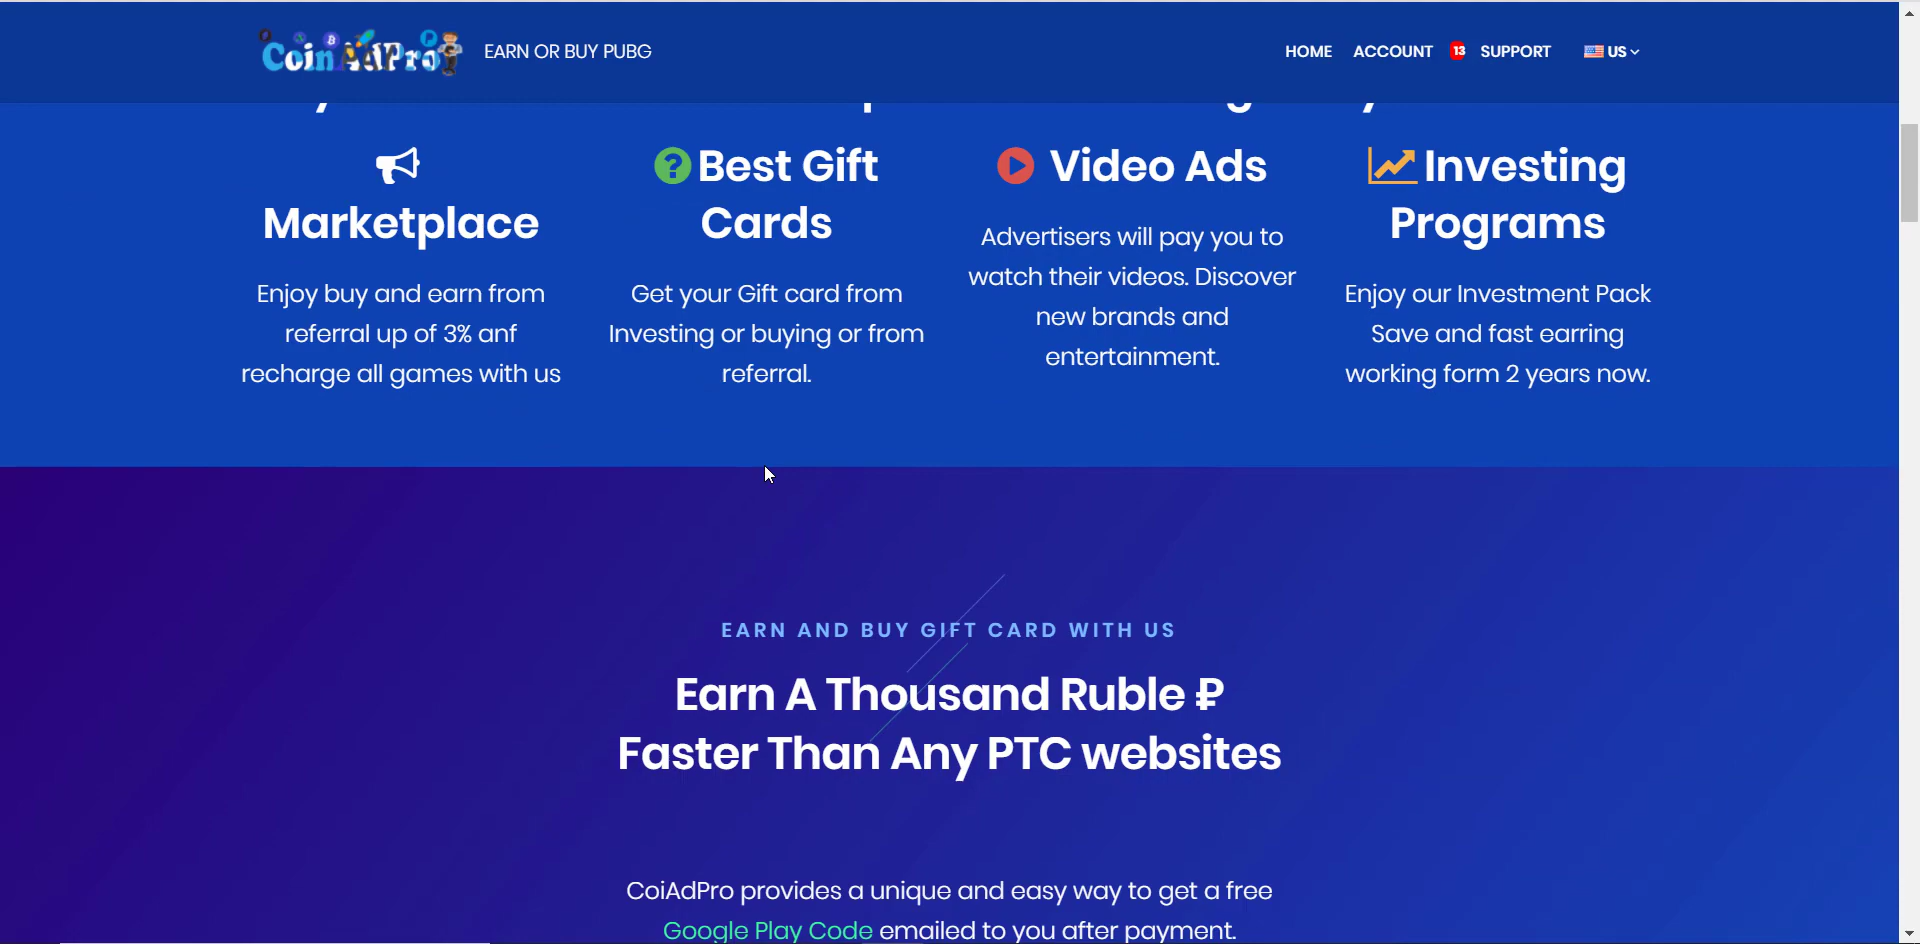 CoinAdPro
EARN OR BUY PUBG
HOME ACCOUNT 13 SUPPORT US
Marketplace
Enjoy buy and earn from
referral up of 3% anf
recharge all games with us
Best Gift
Cards
Get your Gift card from
Investing or buying or from
referral.
Video Ads
Advertisers will pay you to
watch their videos. Discover
new brands and
entertainment.
Investing
Programs
Enjoy our Investment Pack
Save and fast earring
working form 2 years now.
EARN AND BUY GIFT CARD WITH US
Earn A Thousand Ruble ₽
Faster Than Any PTC websites
CoiAdPro provides a unique and easy way to get a free
Google Play Code emailed to you after payment.